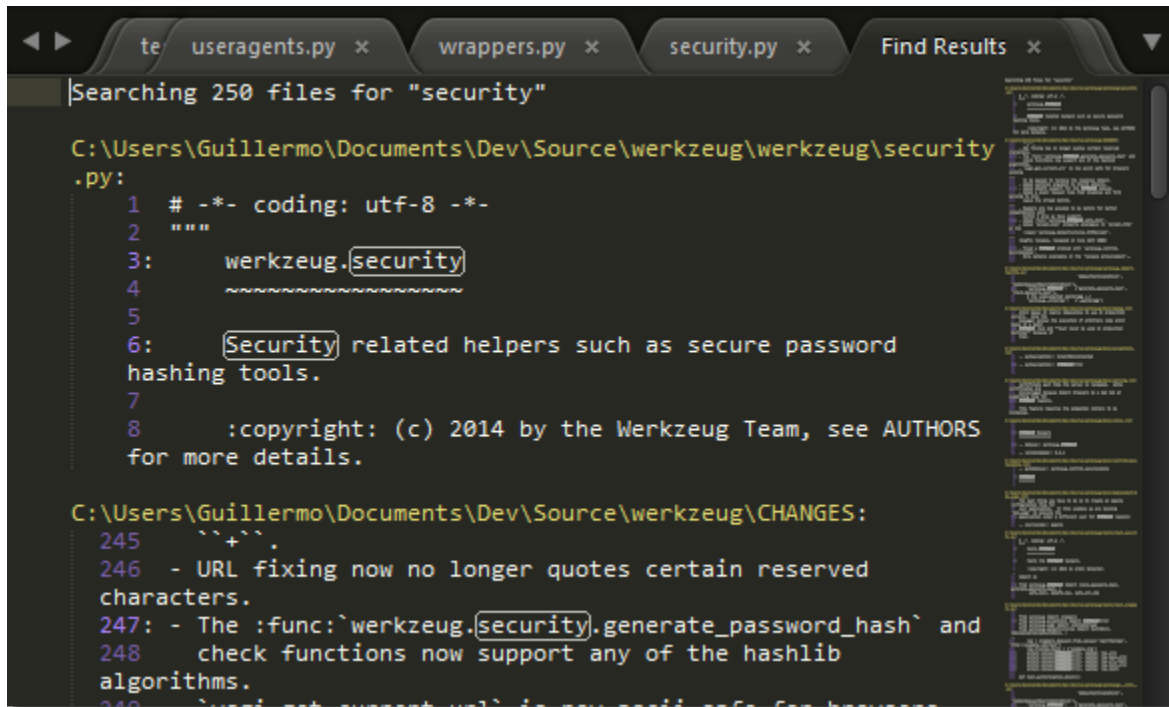 te useragents.py × wrappers.py × security.py × Find Results ×
Searching 250 files for "security"
C:\Users\Guillermo\Documents\Dev\Source\werkzeug\werkzeug\security
.py:
1 # -*- coding: utf-8 -*-
2 """
3: werkzeug.security
4 ~~~~~~~~~~~~~~~~~
5
6: Security related helpers such as secure password
hashing tools.
7
8 :copyright: (c) 2014 by the Werkzeug Team, see AUTHORS
for more details.
C:\Users\Guillermo\Documents\Dev\Source\werkzeug\CHANGES:
245 ``+``.
246 - URL fixing now no longer quotes certain reserved
characters.
247: - The :func:`werkzeug.security.generate_password_hash` and
248 check functions now support any of the hashlib
algorithms.